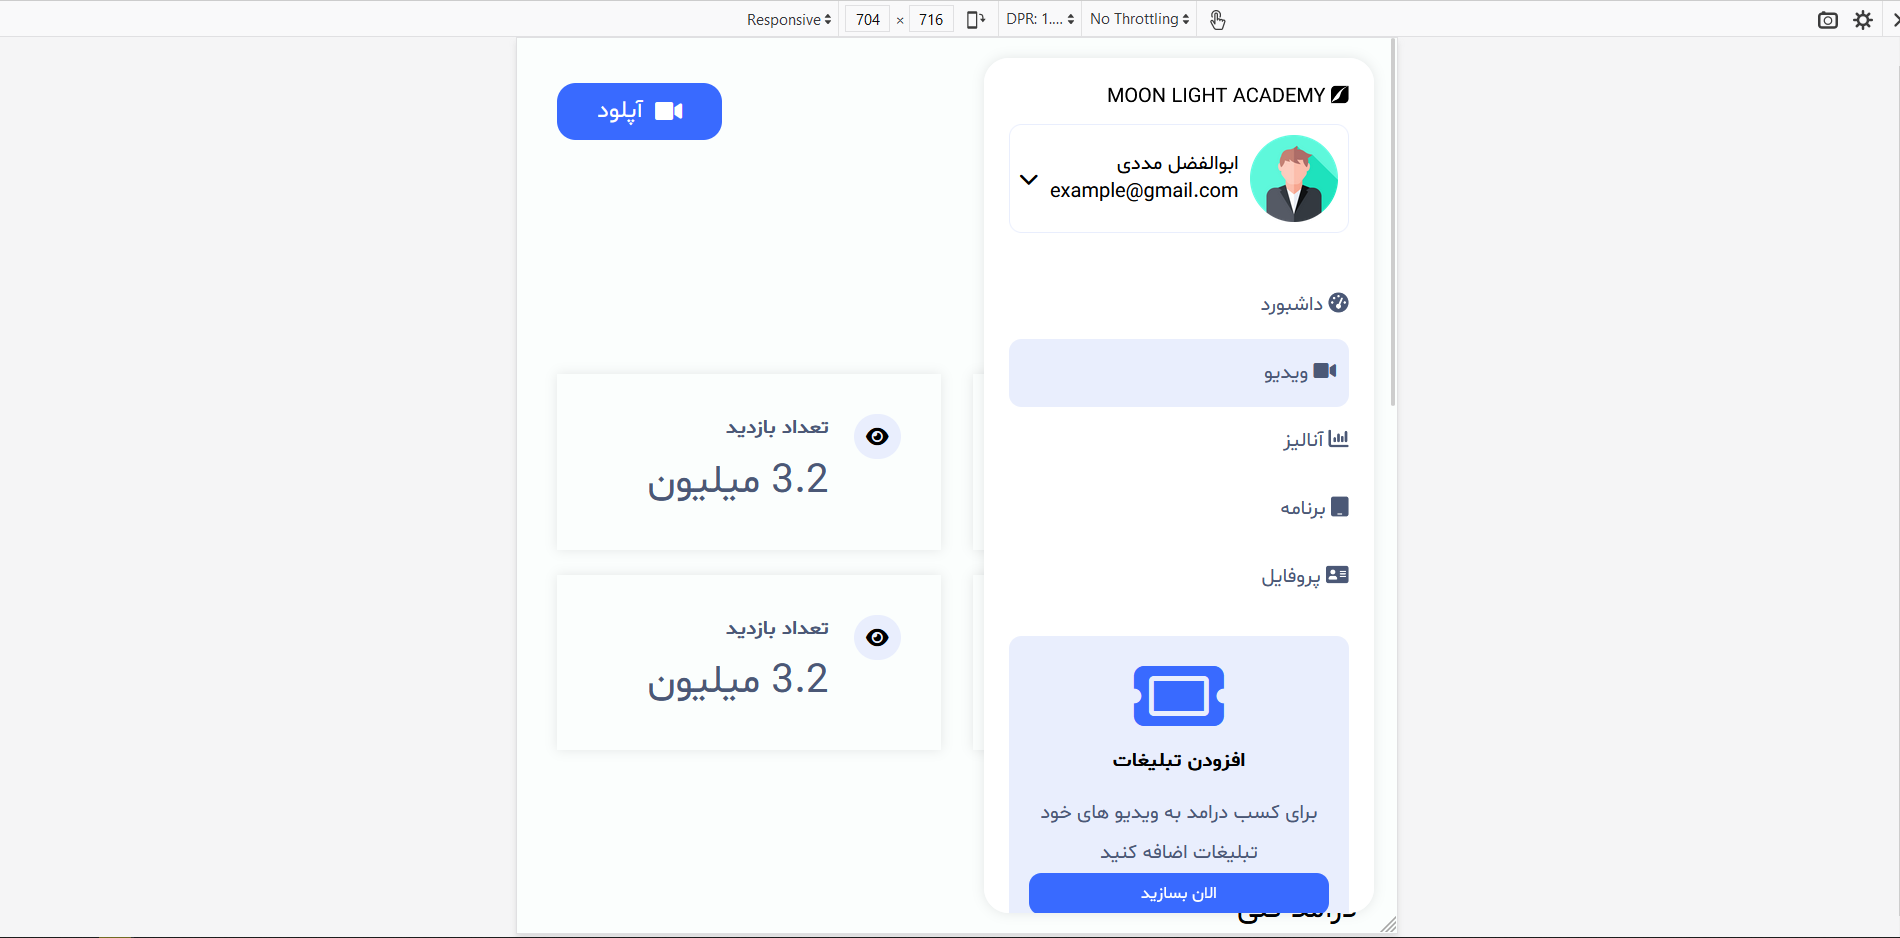 Responsive
704 × 716
DPR: 1....
No Throttling
MOON LIGHT ACADEMY
ابوالفضل مددی
example@gmail.com
داشبورد
ویدیو
آنالیز
برنامه
پروفایل
افزودن تبلیغات
برای کسب درامد به ویدیو های خود
تبلیغات اضافه کنید
الان بسازید
آپلود
تعداد بازدید
3.2 میلیون
تعداد بازدید
3.2 میلیون